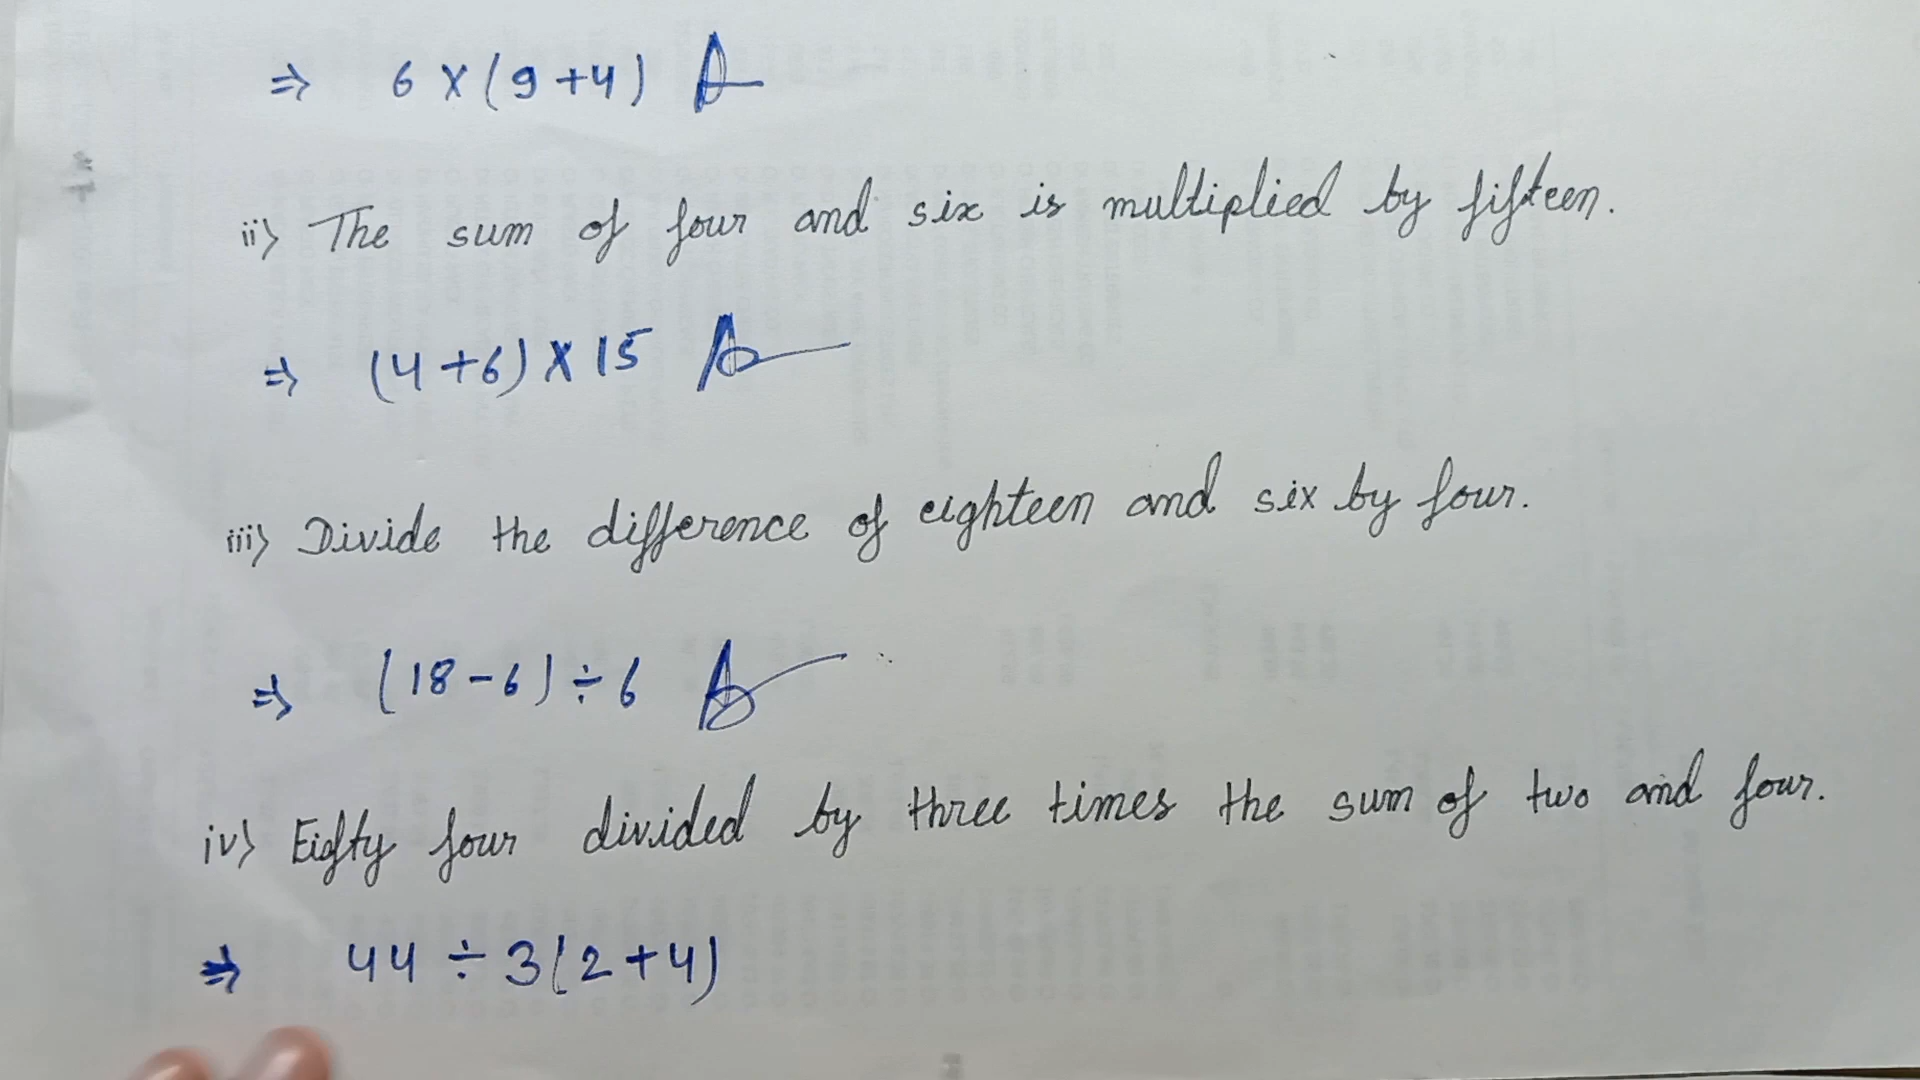 ⇒ 6 × (9 + 4) A
ii) The sum of four and six is multiplied by fifteen.
⇒ (4 + 6) × 15 A
iii) Divide the difference of eighteen and six by four.
⇒ (18 - 6) ÷ 6 A
iv) Eighty four divided by three times the sum of two and four.
⇒ 44 ÷ 3(2 + 4)